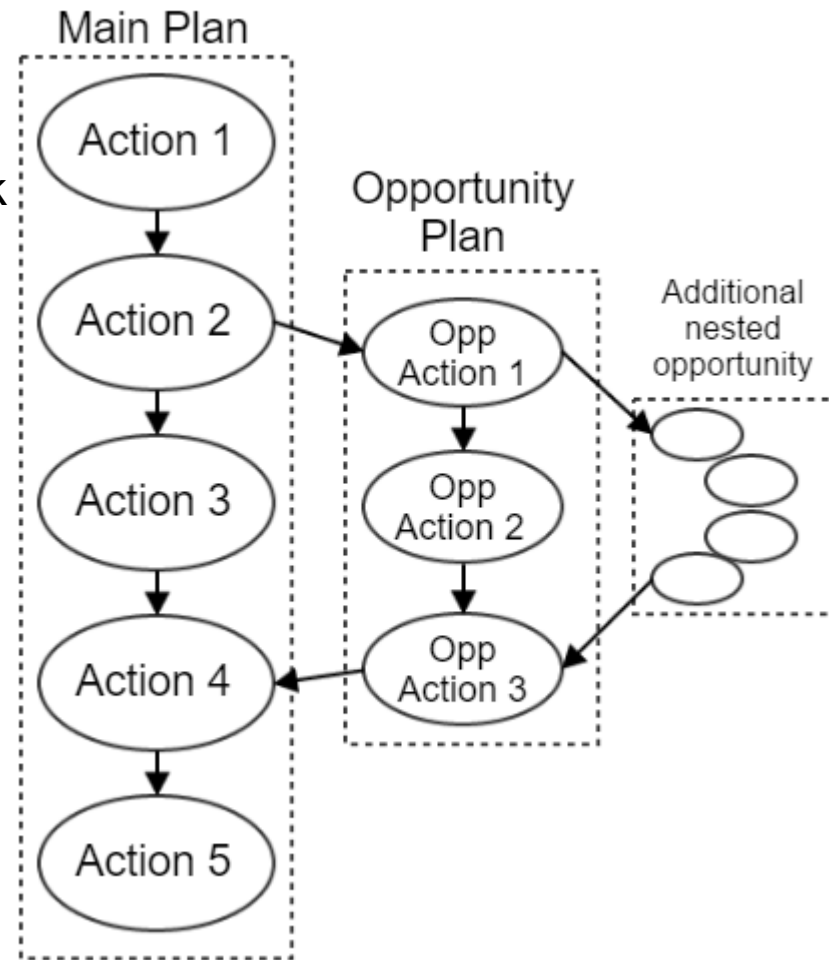 Main Plan
Action 1
k
Action 2
Action 3
Action 4
Action 5
Opportunity
Plan
Opp
Action 1
Opp
Action 2
Opp
Action 3
Additional
nested
opportunity